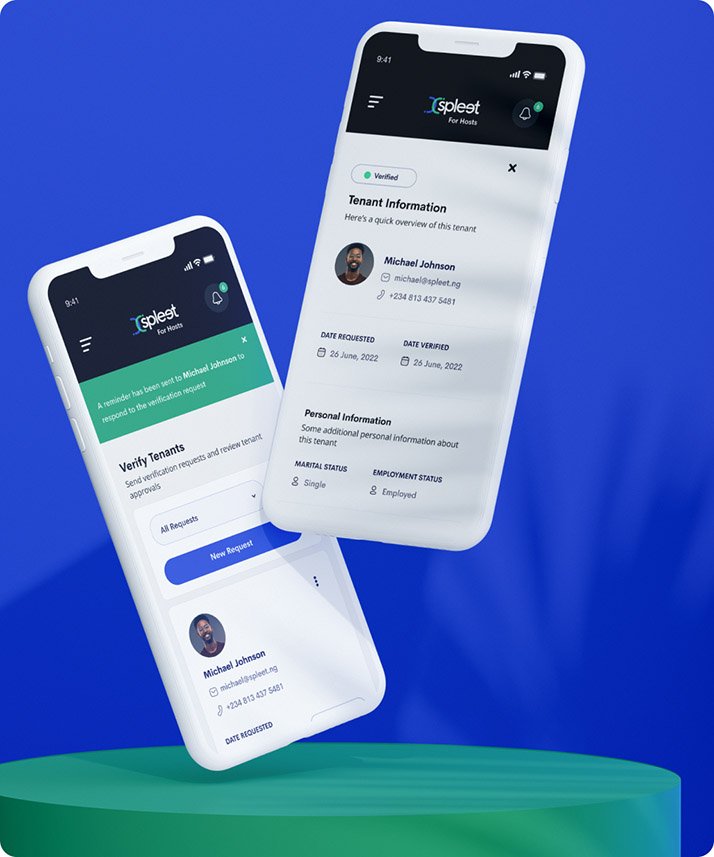 9:41
spleet
For Hosts
6
A reminder has been sent to Michael Johnson to
respond to the verification request
Verify Tenants
Send verification requests and review tenant
approvals
All Requests
New Request
Michael Johnson
michael@spleet.ng
+234 813 437 5481
DATE REQUESTED
9:41
spleet
For Hosts
6
Verified
Tenant Information
Here's a quick overview of this tenant
Michael Johnson
michael@spleet.ng
+234 813 437 5481
DATE REQUESTED
DATE VERIFIED
26 June, 2022
26 June, 2022
Personal Information
Some additional personal information about
this tenant
MARITAL STATUS
EMPLOYMENT STATUS
Single
Employed